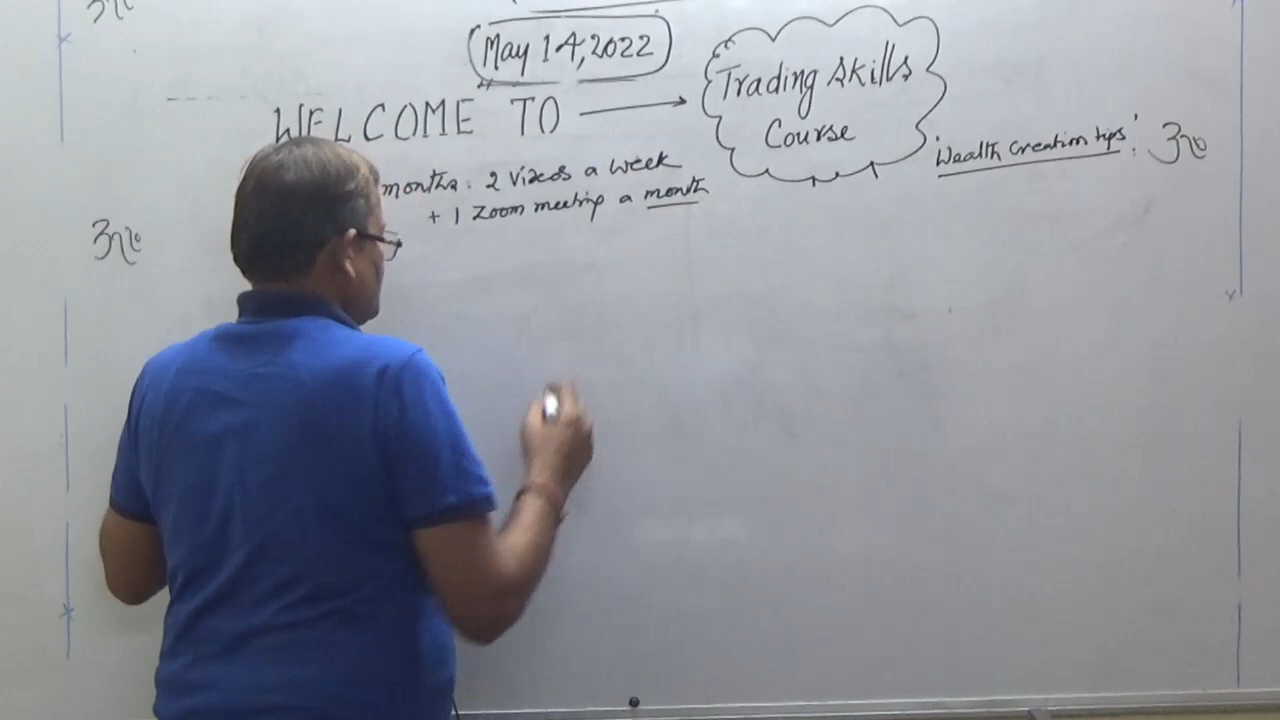 May 14, 2022
WELCOME TO
Trading Skills
Course
'Wealth Creation tips'
months: 2 Videos a week
+ 1 Zoom meeting a month